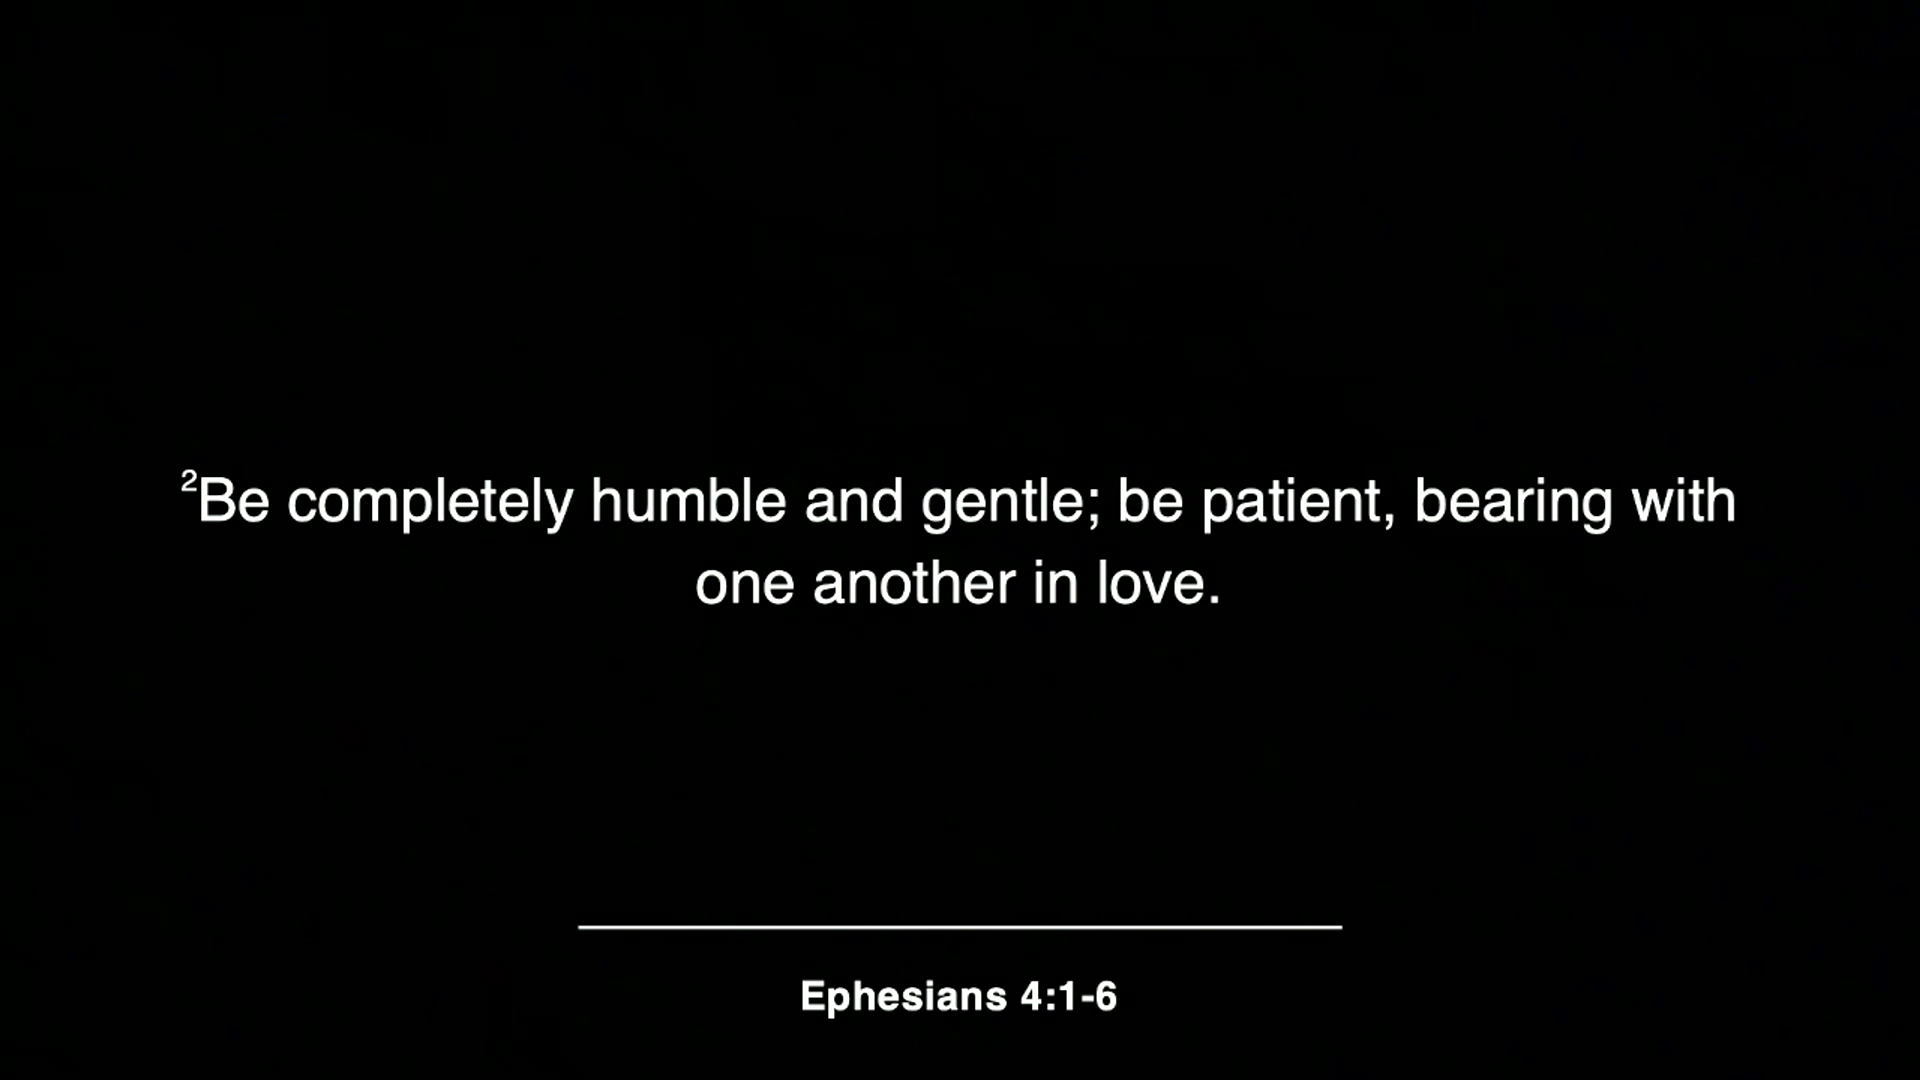 ²Be completely humble and gentle; be patient, bearing with
one another in love.
Ephesians 4:1-6